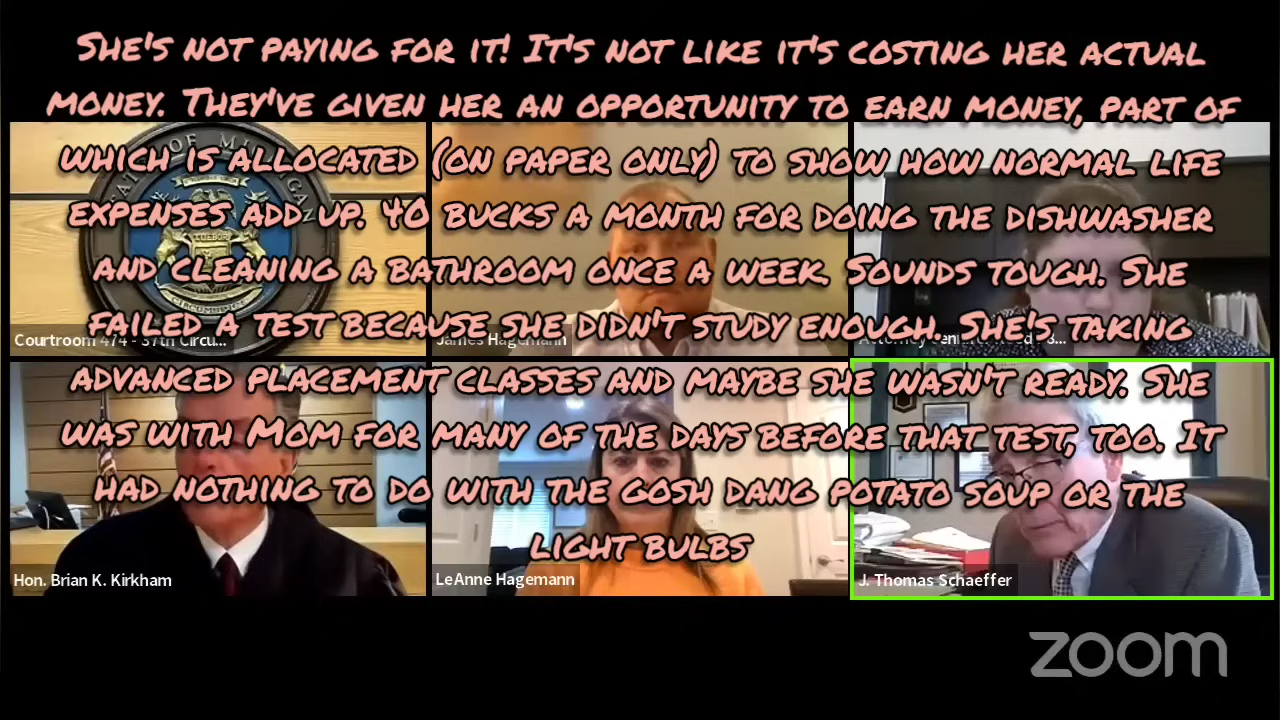 She's not paying for it! It's not like it's costing her actual
money. They've given her an opportunity to earn money, part of
which is allocated (on paper only) to show how normal life
expenses add up. 40 bucks a month for doing the dishwasher
and cleaning a bathroom once a week. Sounds tough. She
failed a test because she didn't study enough. She's taking
advanced placement classes and maybe she wasn't ready. She
was with Mom for many of the days before that test, too. It
had nothing to do with the gosh dang potato soup or the
light bulbs
TUEBOR
CIRCUMSPICE
Courtroom 474 - 37th Circu...
James Hagemann
Attorney
Hon. Brian K. Kirkham
LeAnne Hagemann
J. Thomas Schaeffer
zoom